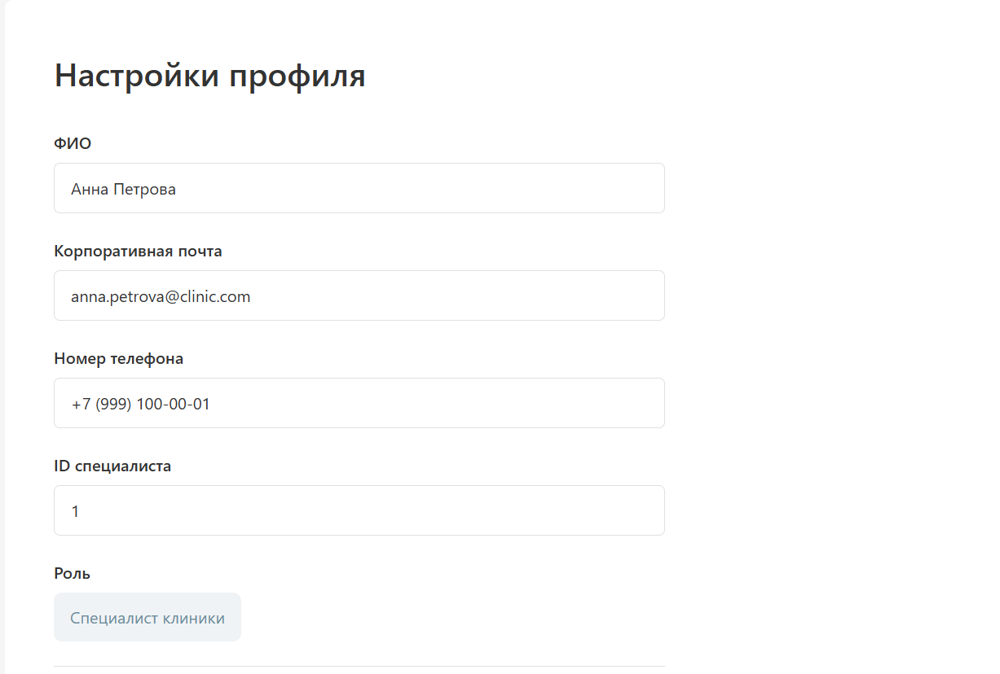 Настройки профиля
ФИО
Анна Петрова
Корпоративная почта
anna.petrova@clinic.com
Номер телефона
+7 (999) 100-00-01
ID специалиста
1
Роль
Специалист клиники